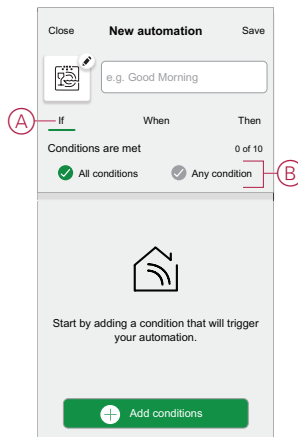 Close New automation Save
e.g. Good Morning
A If When Then
Conditions are met 0 of 10
All conditions Any condition B
Start by adding a condition that will trigger
your automation.
Add conditions